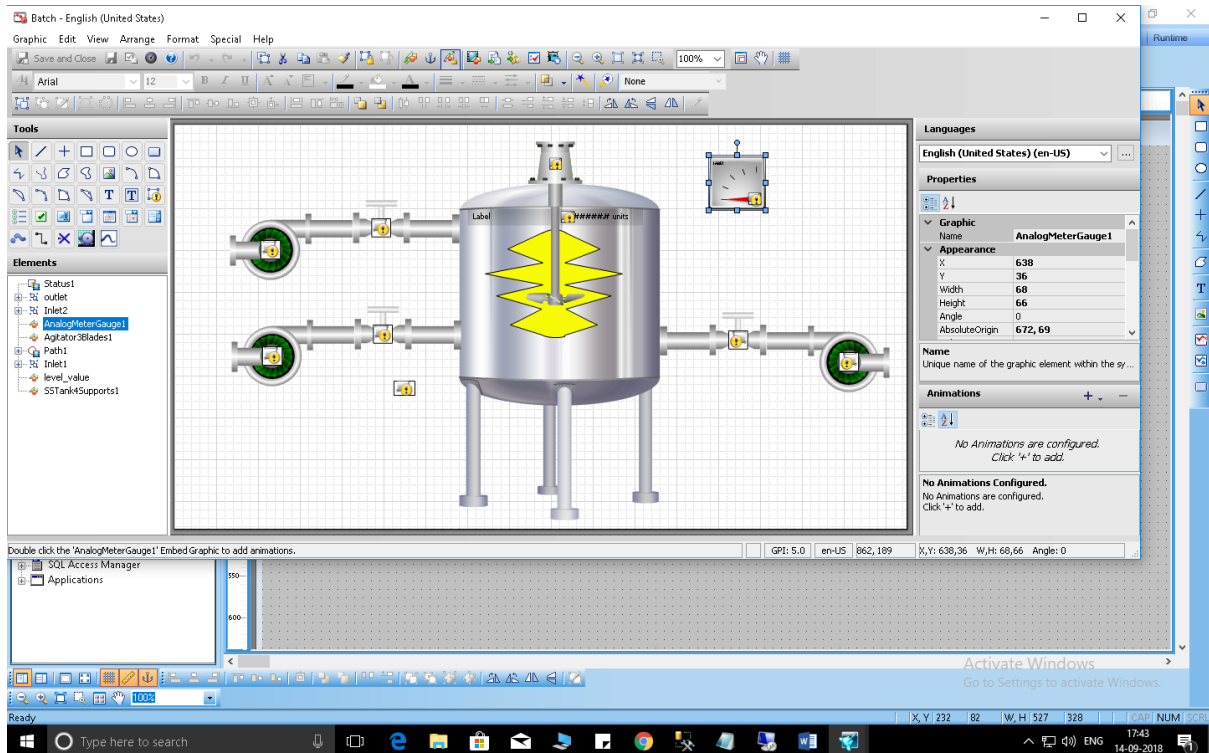 Batch - English (United States)
Runtime
Graphic Edit View Arrange Format Special Help
Save and Close
100%
Arial
12
B I U
A
None
Tools
T T
Elements
Status1
outlet
Inlet2
AnalogMeterGauge1
Agitator3Blades1
Path1
Inlet1
level_value
SSTank4Supports1
Label
######.# units
Languages
English (United States) (en-US)
...
Properties
Graphic
Name AnalogMeterGauge1
Appearance
X 638
Y 36
Width 68
Height 66
Angle 0
AbsoluteOrigin 672, 69
Name
Unique name of the graphic element within the sy ...
Animations
No Animations are configured.
Click '+' to add.
No Animations Configured.
No Animations are configured.
Click '+' to add.
T
Double click the 'AnalogMeterGauge1' Embed Graphic to add animations.
GPI: 5.0
en-US
862, 189
X,Y: 638,36 W,H: 68,66 Angle: 0
SQL Access Manager
Applications
550
600
Activate Windows
Go to Settings to activate Windows.
100%
Ready
X, Y 232 82
W, H 527 328
CAP NUM SCRL
Type here to search
ENG
17:43
14-09-2018